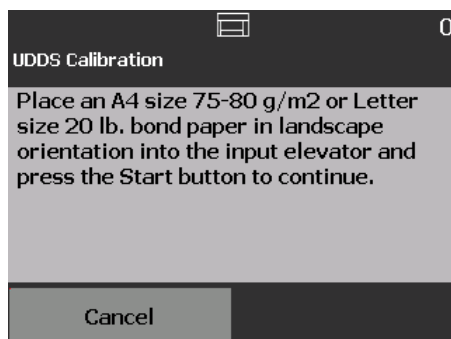 0
UDDS Calibration
Place an A4 size 75-80 g/m2 or Letter
size 20 lb. bond paper in landscape
orientation into the input elevator and
press the Start button to continue.
Cancel